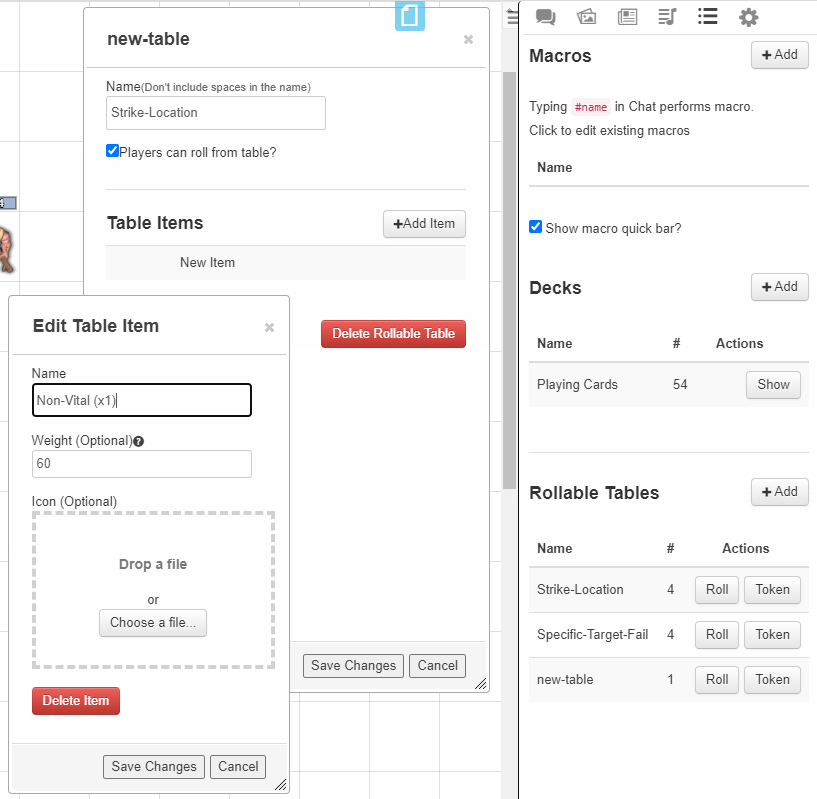 new-table
×
Name(Don't include spaces in the name)
Strike-Location
Players can roll from table?
Table Items
+Add Item
New Item
Delete Rollable Table
Save Changes
Cancel
Edit Table Item
×
Name
Non-Vital (x1)
Weight (Optional)?
60
Icon (Optional)
Drop a file
or
Choose a file...
Delete Item
Save Changes
Cancel
Macros
+ Add
Typing #name in Chat performs macro.
Click to edit existing macros
Name
Show macro quick bar?
Decks
+ Add
Name # Actions
Playing Cards 54 Show
Rollable Tables
+ Add
Name # Actions
Strike-Location 4 Roll Token
Specific-Target-Fail 4 Roll Token
new-table 1 Roll Token